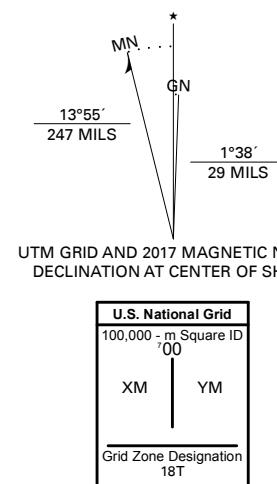 ★
MN
GN
13°55´
247 MILS
1°38´
29 MILS
UTM GRID AND 2017 MAGNETIC N
DECLINATION AT CENTER OF SH
U.S. National Grid
100,000 - m Square ID
⁷00
XM YM
Grid Zone Designation
18T